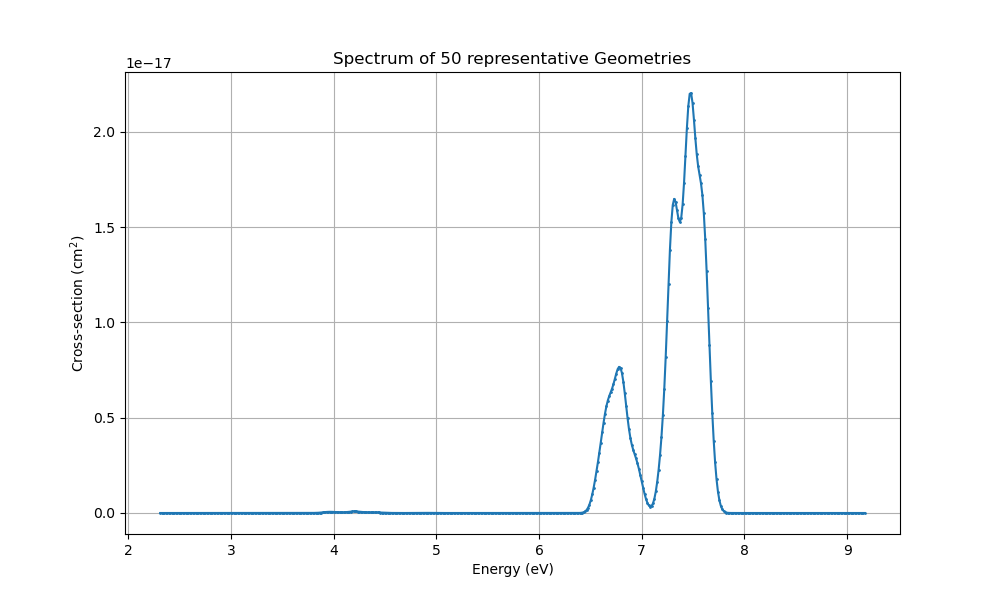 Spectrum of 50 representative Geometries
1e−17
Cross-section (cm²)
2.0
1.5
1.0
0.5
0.0
2 3 4 5 6 7 8 9
Energy (eV)